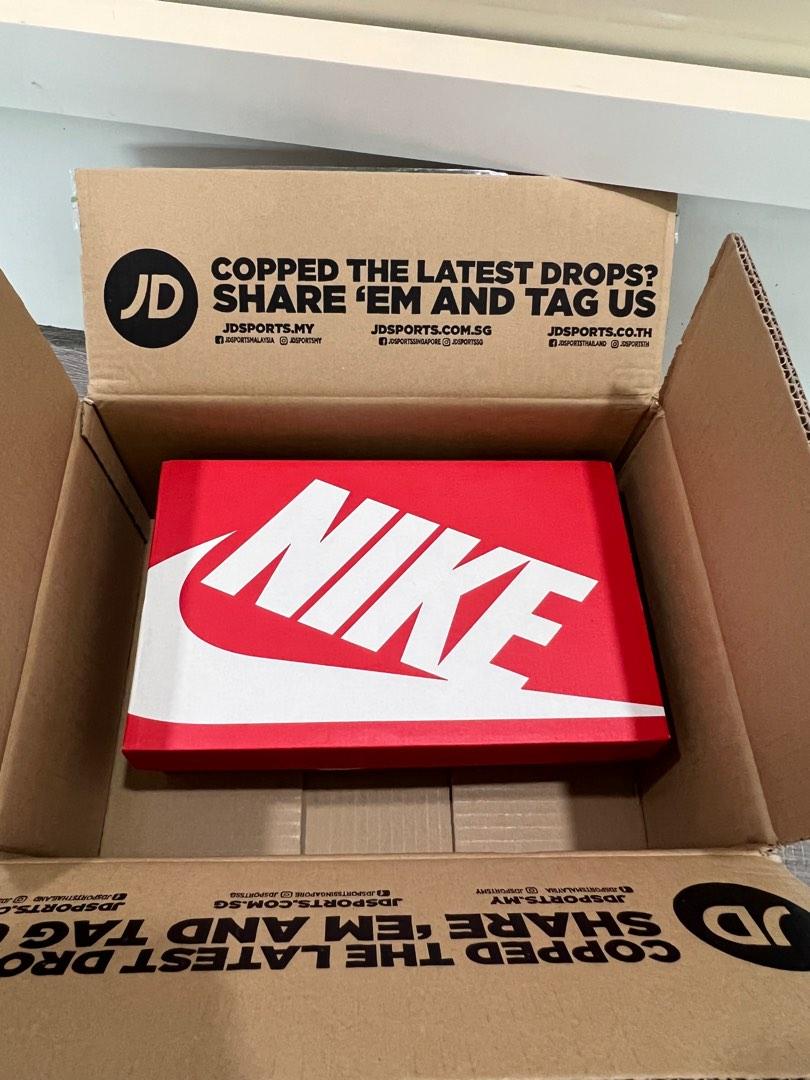 JD
COPPED THE LATEST DROPS?
SHARE ‘EM AND TAG US
JDSPORTS.MY JDSPORTS.COM.SG JDSPORTS.CO.TH
JDSPORTSMALAYSIA JDSPORTSMY JDSPORTSSINGAPORE JDSPORTSSG JDSPORTSTHAILAND JDSPORTSTH
NIKE
JD
COPPED THE LATEST DRO
SHARE ‘EM AND TAG
JDSPORTS.MY JDSPORTS.COM.SG JDSPORTS.C
JDSPORTSMALAYSIA JDSPORTSMY JDSPORTSSINGAPORE JDSPORTSSG JDSPORTSTHAILAND